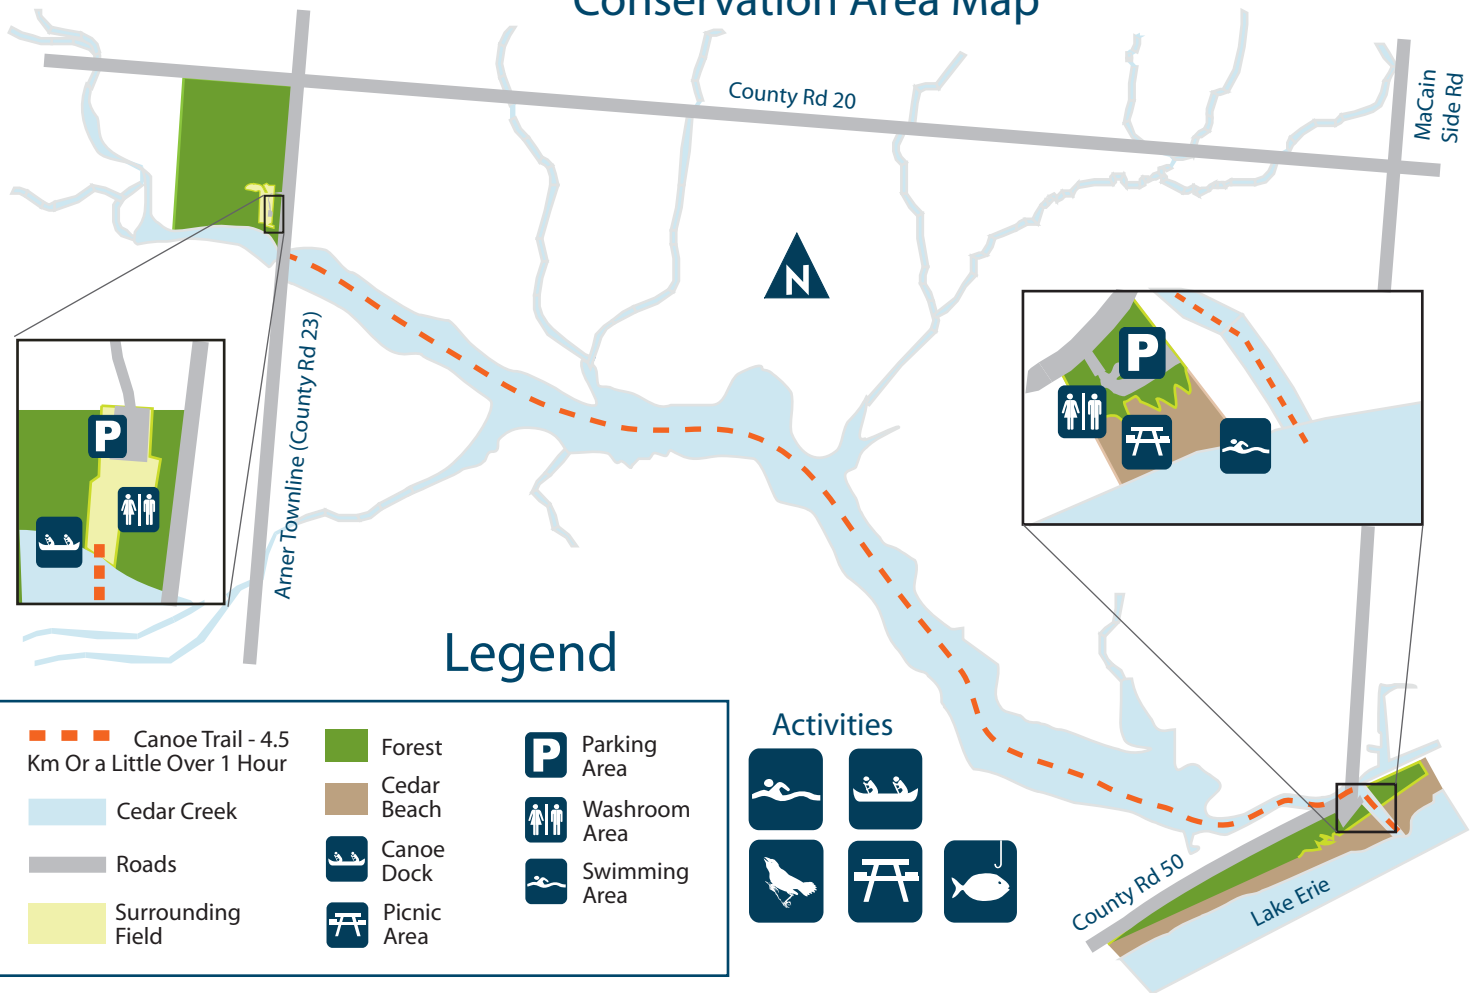 Conservation Area Map
County Rd 20
MaCain
Side Rd
N
P
P
Arner Townline (County Rd 23)
Legend
Canoe Trail - 4.5
Km Or a Little Over 1 Hour
Cedar Creek
Roads
Surrounding
Field
Forest
Cedar
Beach
Canoe
Dock
Picnic
Area
P
Parking
Area
Washroom
Area
Swimming
Area
Activities
County Rd 50
Lake Erie